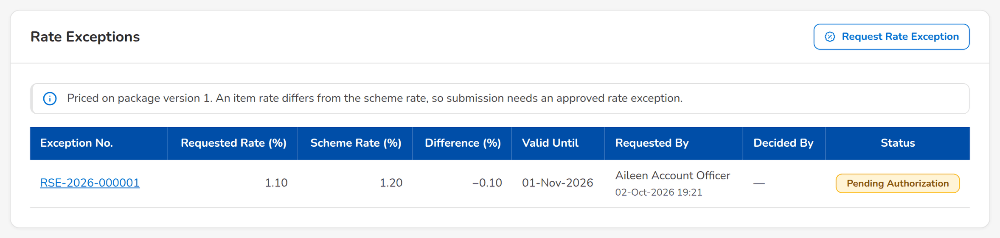 Rate Exceptions
Request Rate Exception
Priced on package version 1. An item rate differs from the scheme rate, so submission needs an approved rate exception.
Exception No. Requested Rate (%) Scheme Rate (%) Difference (%) Valid Until Requested By Decided By Status
RSE-2026-000001 1.10 1.20 −0.10 01-Nov-2026 Aileen Account Officer — Pending Authorization
02-Oct-2026 19:21